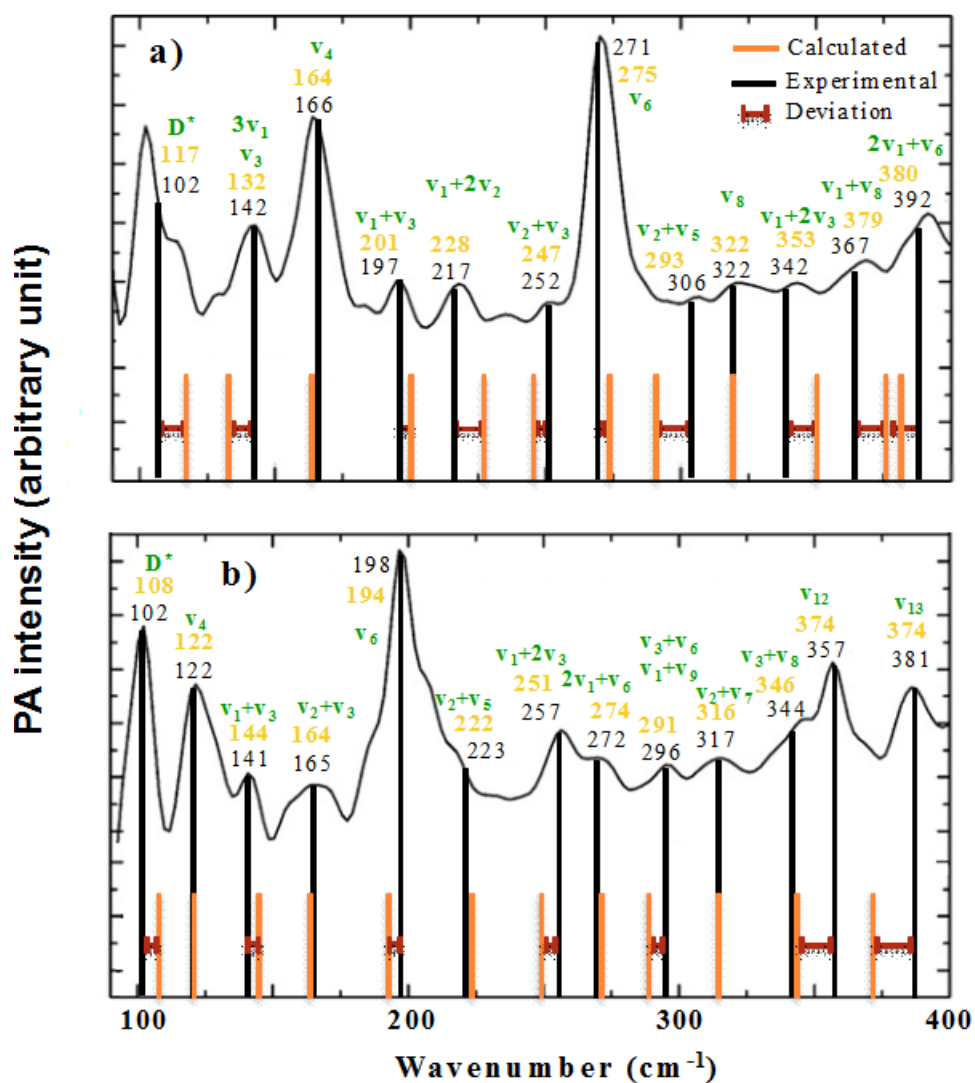 PA intensity (arbitrary unit)
a)
Calculated
Experimental
Deviation
D*
117
102
3v₁
v₃
132
142
v₄
164
166
v₁+v₃
201
197
v₁+2v₂
228
217
v₂+v₃
247
252
271
275
v₆
v₂+v₅
293
306
v₈
322
322
v₁+2v₃
353
342
v₁+v₈
379
367
2v₁+v₆
380
392
b)
D*
108
102
v₄
122
122
v₁+v₃
144
141
v₂+v₃
164
165
198
194
v₆
v₂+v₅
222
223
v₁+2v₃
251
257
2v₁+v₆
274
272
v₃+v₆
v₁+v₉
291
296
v₂+v₇
316
317
v₃+v₈
346
344
v₁₂
374
357
v₁₃
374
381
100 200 300 400
Wavenumber (cm⁻¹)